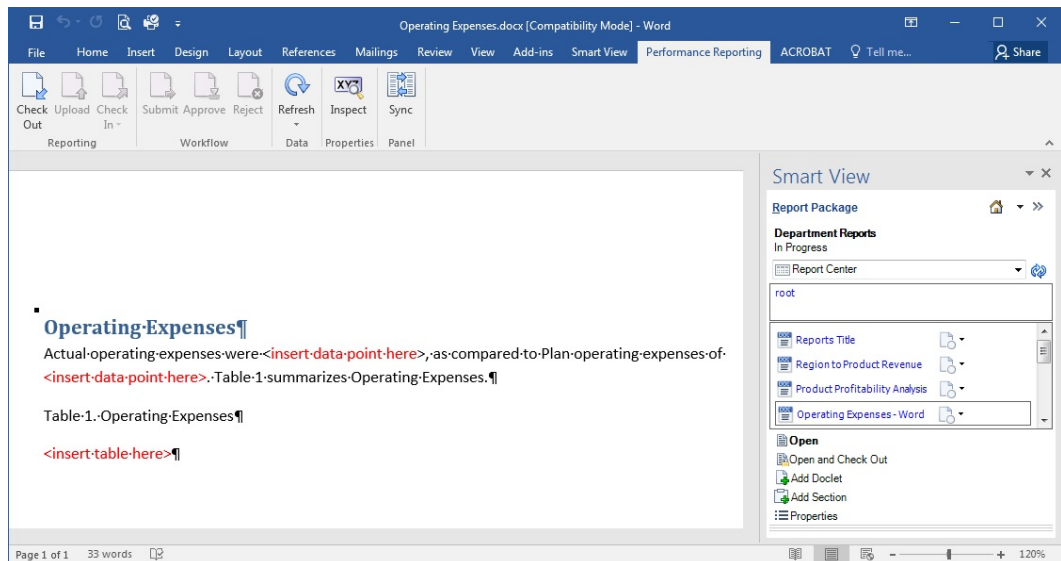 Operating Expenses.docx [Compatibility Mode] - Word
File Home Insert Design Layout References Mailings Review View Add-ins Smart View Performance Reporting ACROBAT Tell me... Share
Check Out Upload Check In Submit Approve Reject Refresh Inspect Sync
Reporting Workflow Data Properties Panel
Operating·Expenses¶
Actual·operating·expenses·were·<insert·data·point·here>,·as·compared·to·Plan·operating·expenses·of·
<insert·data·point·here>.·Table·1·summarizes·Operating·Expenses.¶
Table·1.·Operating·Expenses¶
<insert·table·here>¶
Smart View
Report Package
Department Reports
In Progress
Report Center
root
Reports Title
Region to Product Revenue
Product Profitability Analysis
Operating Expenses - Word
Open
Open and Check Out
Add Doclet
Add Section
Properties
Page 1 of 1 33 words 120%